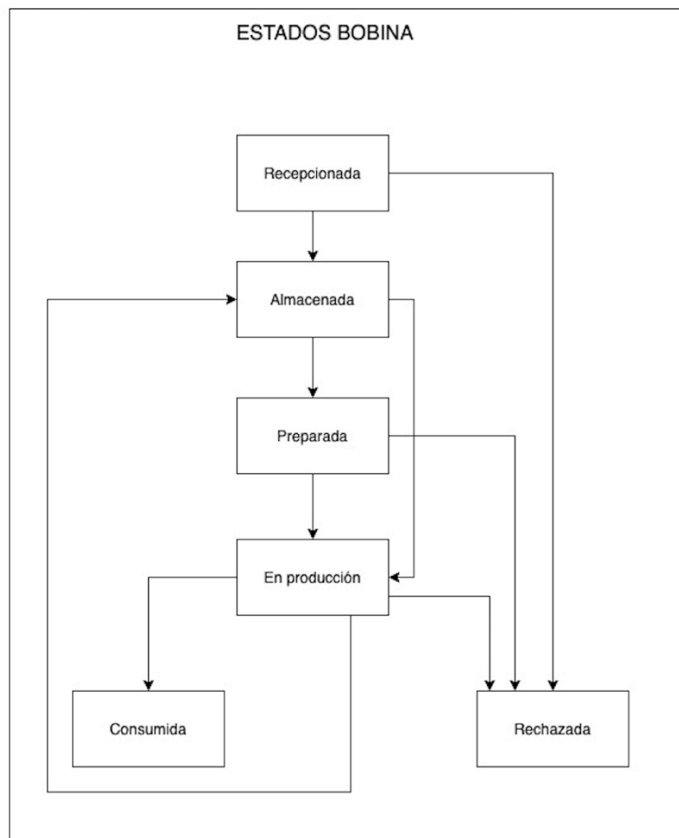 ESTADOS BOBINA
Recepcionada
Almacenada
Preparada
En producción
Consumida
Rechazada